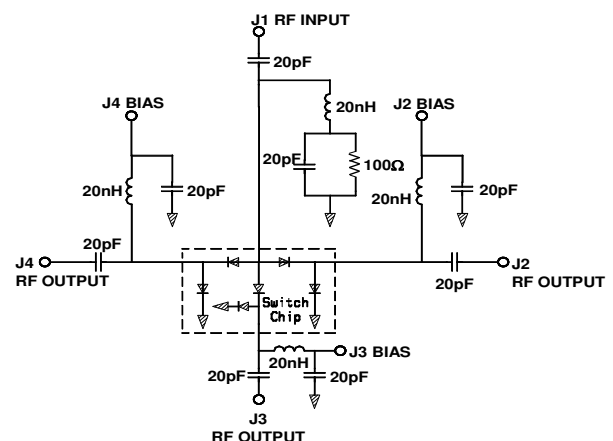 J1 RF INPUT
20pF
J4 BIAS
20nH
J2 BIAS
20pF
100Ω
20nH
20pF
20nH
20pF
20pF
J4
RF OUTPUT
J2
RF OUTPUT
20pF
Switch
Chip
J3 BIAS
20nH
20pF
20pF
J3
RF OUTPUT